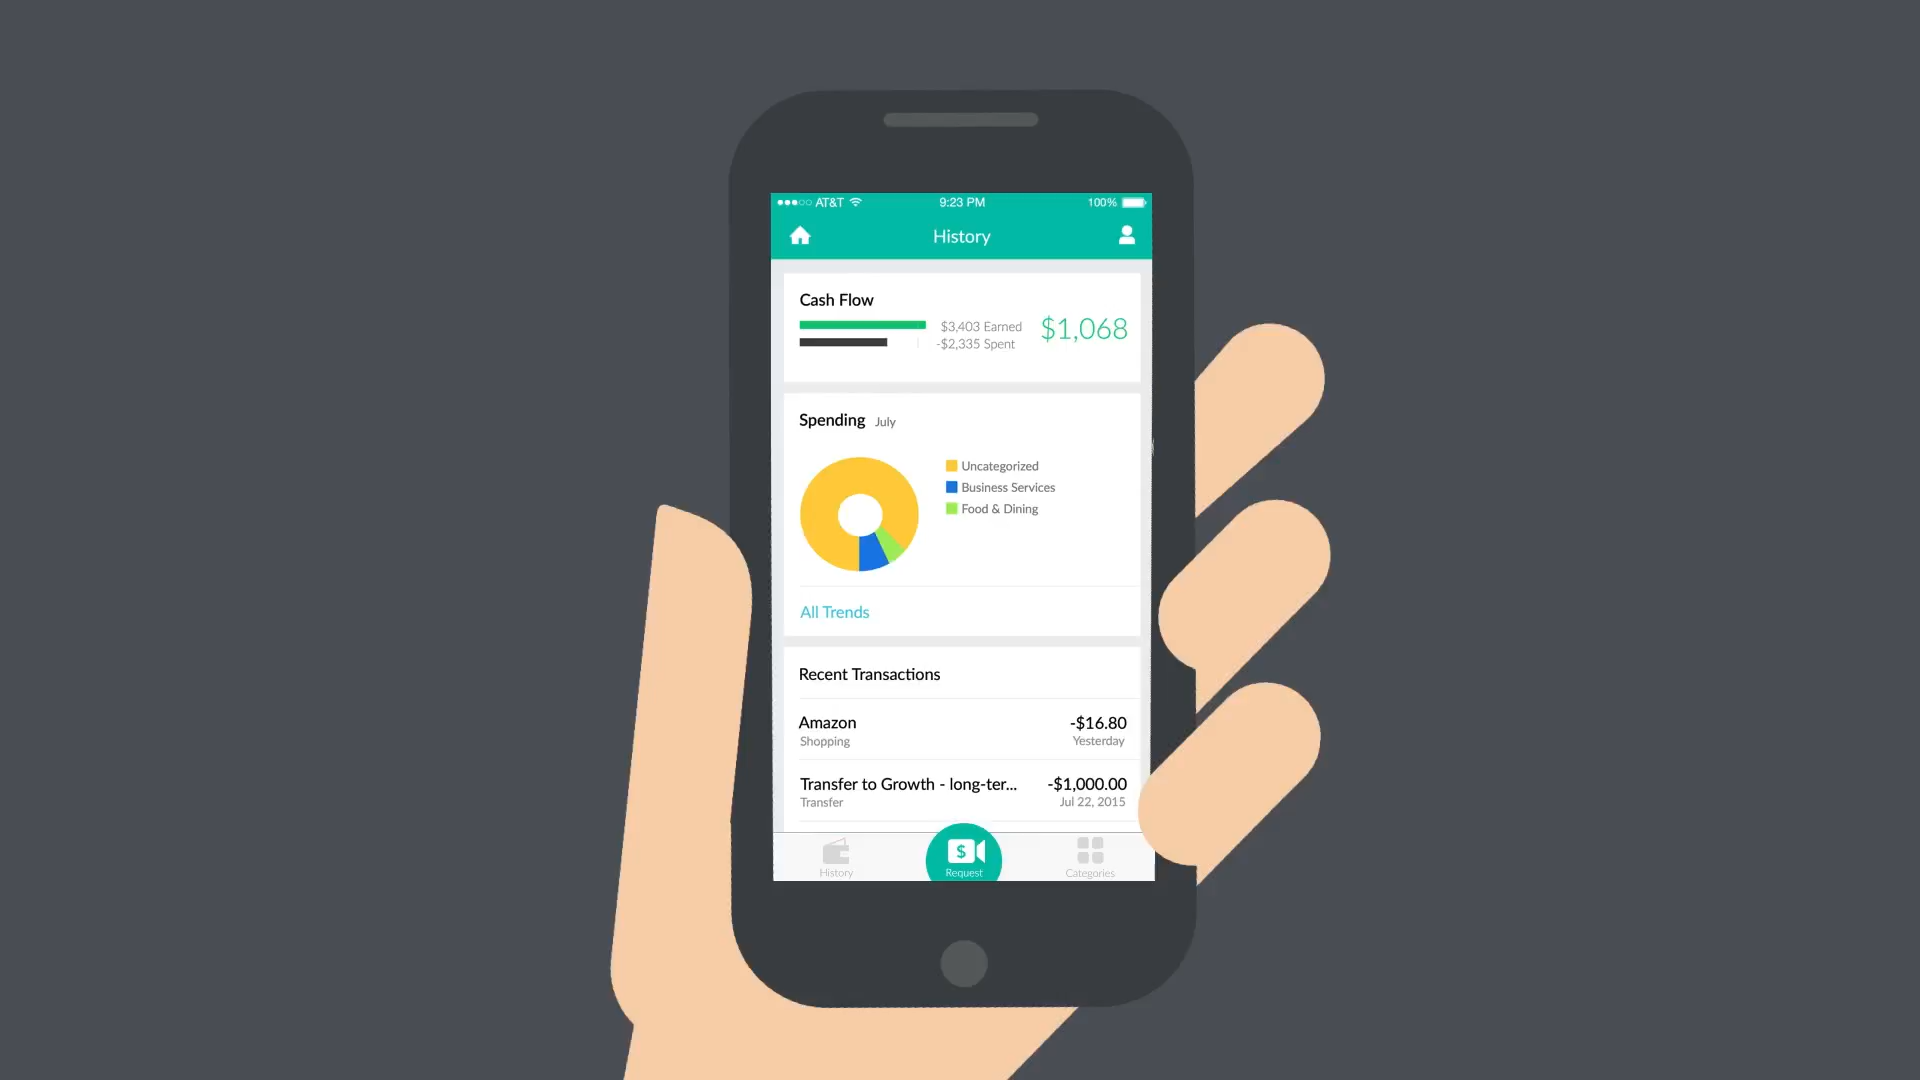 AT&T 9:23 PM 100%
History
Cash Flow
$3,403 Earned
-$2,335 Spent
$1,068
Spending July
Uncategorized
Business Services
Food & Dining
All Trends
Recent Transactions
Amazon -$16.80
Shopping Yesterday
Transfer to Growth - long-ter... -$1,000.00
Transfer Jul 22, 2015
$
History Request Categories